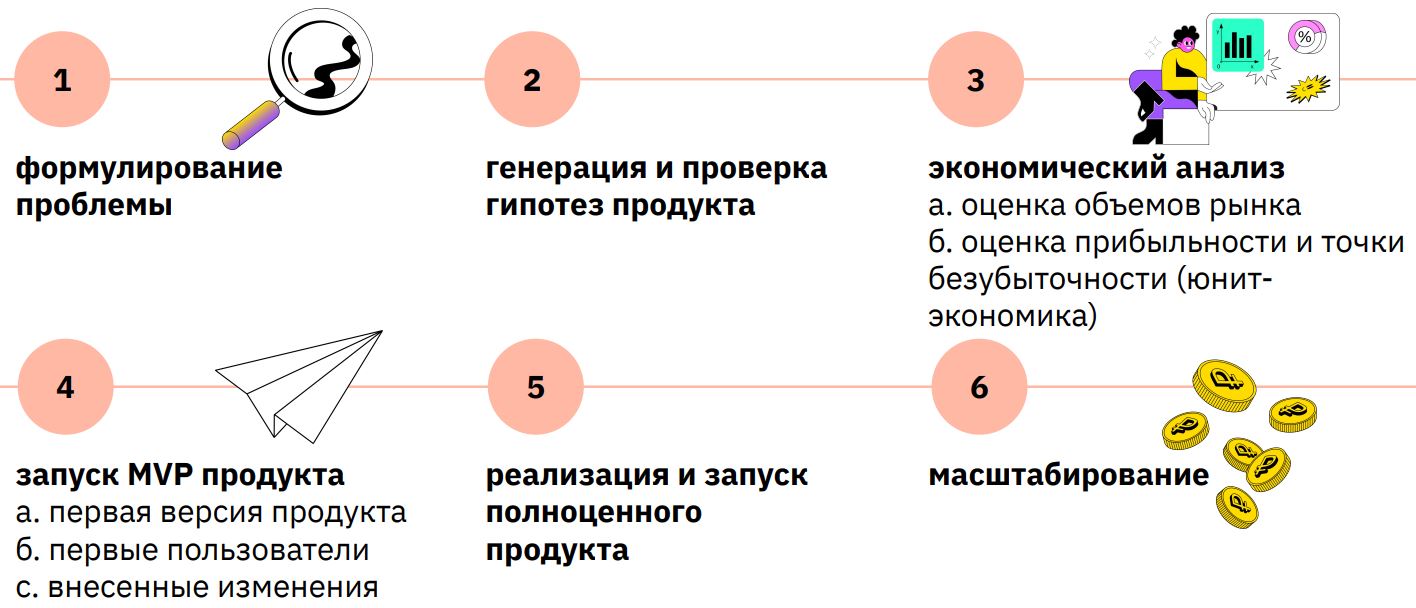 1
формулирование
проблемы
2
генерация и проверка
гипотез продукта
3
%
экономический анализ
а. оценка объемов рынка
б. оценка прибыльности и точки
безубыточности (юнит-
экономика)
4
запуск MVP продукта
а. первая версия продукта
б. первые пользователи
с. внесенные изменения
5
реализация и запуск
полноценного
продукта
6
масштабирование